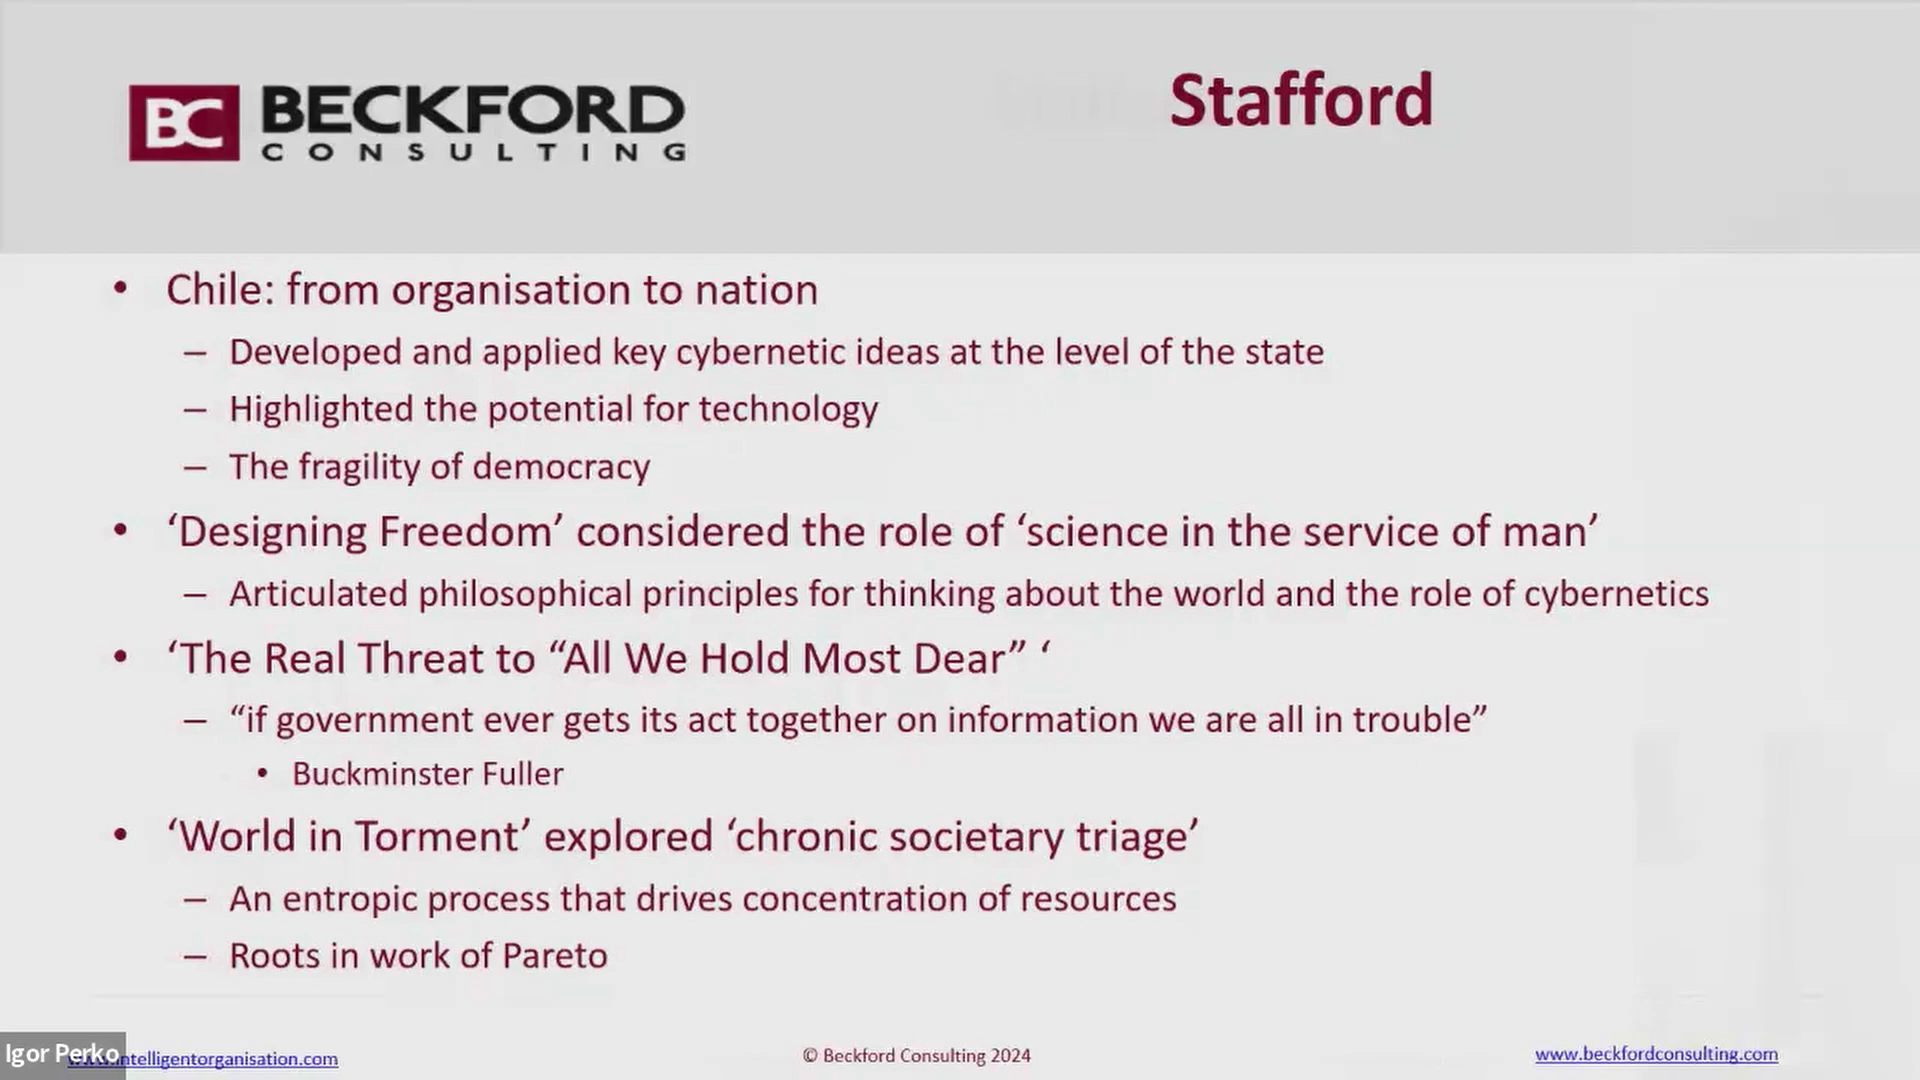 BC BECKFORD
CONSULTING
Stafford
• Chile: from organisation to nation
– Developed and applied key cybernetic ideas at the level of the state
– Highlighted the potential for technology
– The fragility of democracy
• ‘Designing Freedom’ considered the role of ‘science in the service of man’
– Articulated philosophical principles for thinking about the world and the role of cybernetics
• ‘The Real Threat to “All We Hold Most Dear” ‘
– “if government ever gets its act together on information we are all in trouble”
• Buckminster Fuller
• ‘World in Torment’ explored ‘chronic societary triage’
– An entropic process that drives concentration of resources
– Roots in work of Pareto
Igor Perko
ntelligentorganisation.com
© Beckford Consulting 2024
www.beckfordconsulting.com